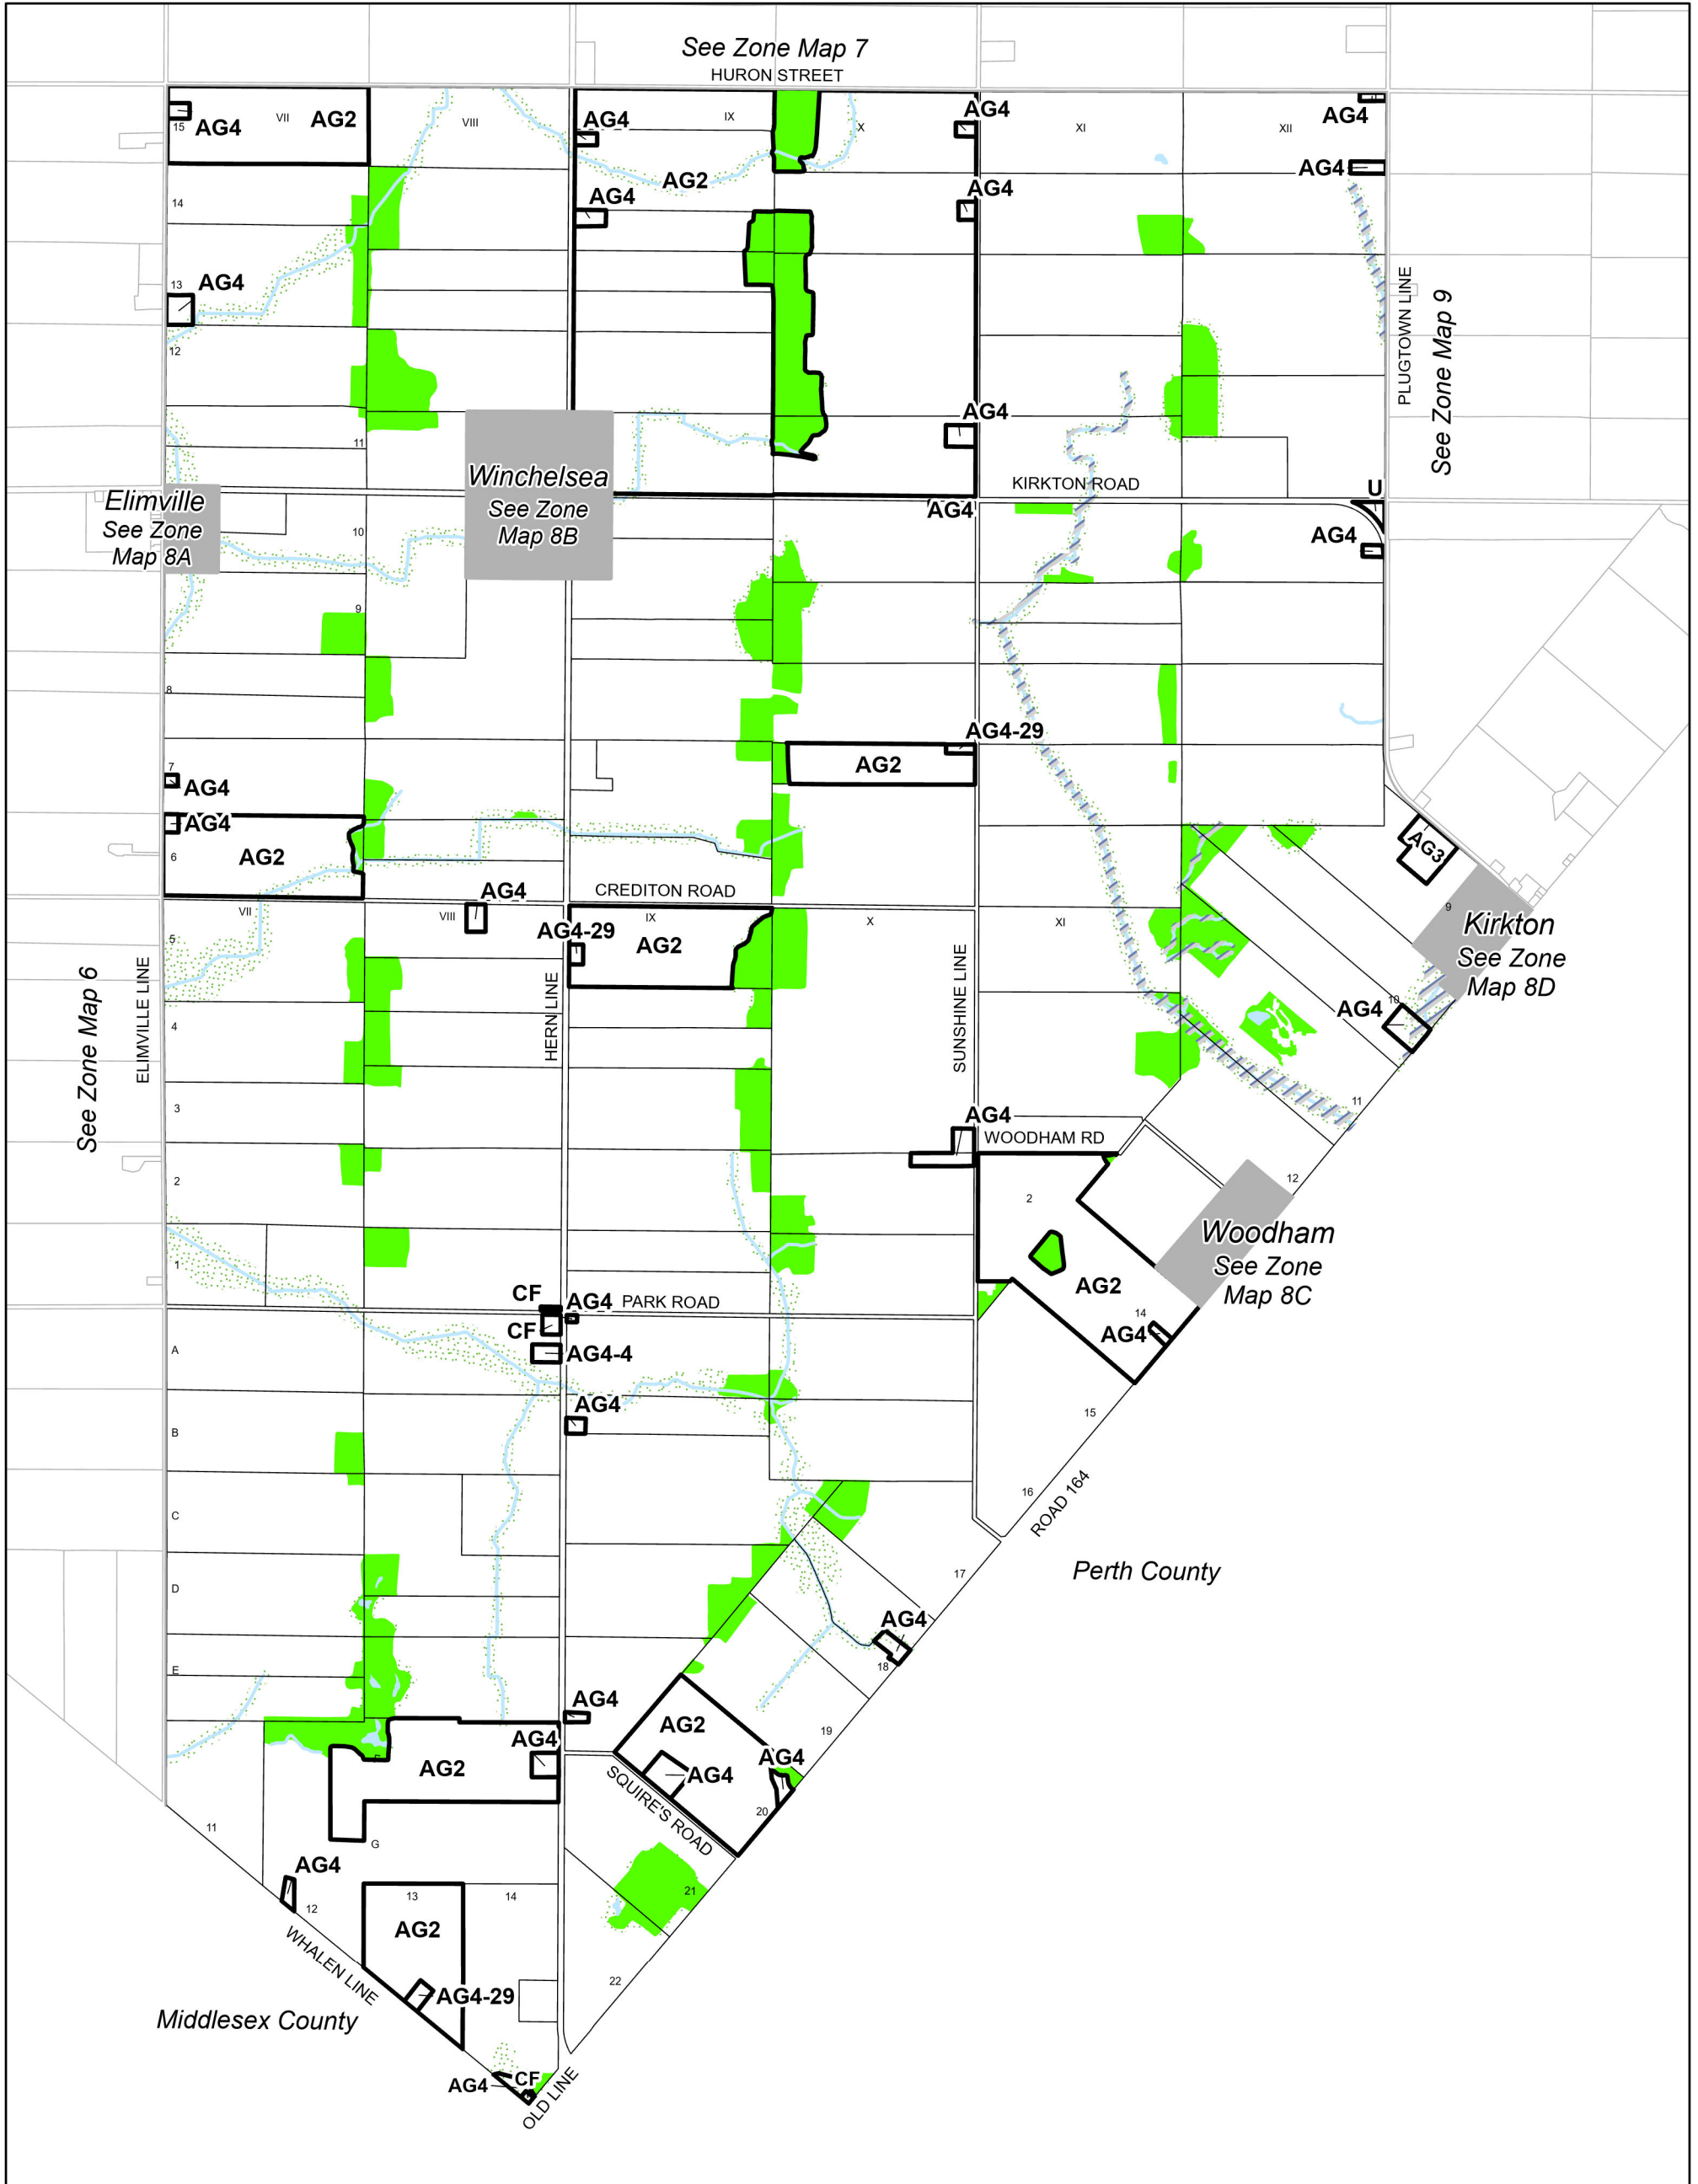 See Zone Map 7
HURON STREET
15
AG4
VII
AG2
VIII
AG4
IX
X
AG4
XI
XII
AG4
AG4
AG2
AG4
AG4
14
13
AG4
12
PLUGTOWN LINE
See Zone Map 9
AG4
11
Winchelsea
See Zone
Map 8B
KIRKTON ROAD
U
Elimville
See Zone
Map 8A
AG4
AG4
10
9
8
AG4-29
AG2
7
AG4
AG4
6
AG2
AG3
CREDITON ROAD
AG4
VII
VIII
IX
X
XI
9
Kirkton
See Zone
Map 8D
AG4-29
AG2
5
See Zone Map 6
ELIMVILLE LINE
HERN LINE
SUNSHINE LINE
AG4
10
4
3
11
AG4
WOODHAM RD
2
2
12
Woodham
See Zone
Map 8C
1
AG2
CF
AG4
PARK ROAD
CF
14
AG4
A
AG4-4
AG4
15
B
16
ROAD 164
C
Perth County
D
17
AG4
18
E
AG4
AG2
19
AG4
F
AG2
AG4
AG4
SQUIRE'S ROAD
20
11
G
AG4
12
13
14
21
AG2
WHALEN LINE
22
AG4-29
Middlesex County
AG4
CF
OLD LINE